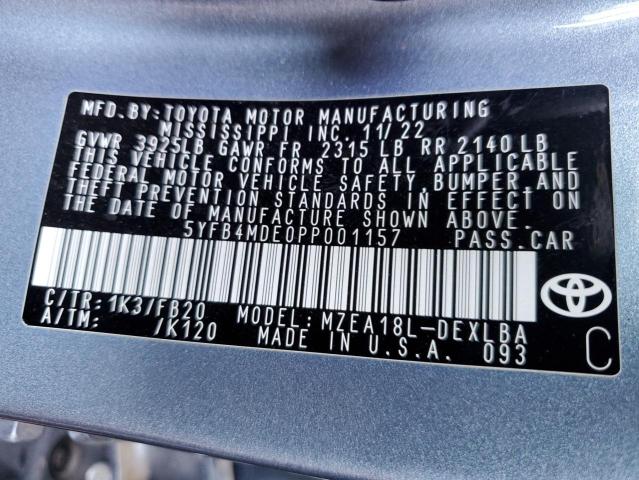 MFD. BY: TOYOTA MOTOR MANUFACTURING
MISSISSIPPI INC. 11/22
GVWR 3925LB GAWR FR 2315 LB RR 2140 LB
THIS VEHICLE CONFORMS TO ALL APPLICABLE
FEDERAL MOTOR VEHICLE SAFETY, BUMPER, AND
THEFT PREVENTION STANDARDS IN EFFECT ON
THE DATE OF MANUFACTURE SHOWN ABOVE.
5YFB4MDE0PP001157 PASS. CAR
C/TR: 1K3/FB20 MODEL: MZEA18L-DEXLBA
A/TM: /K120 MADE IN U.S.A. 093
C